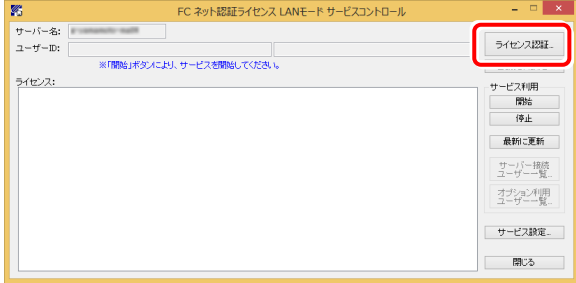 FC ネット認証ライセンス LANモード サービスコントロール
サーバー名:
ユーザーID:
※「開始」ボタンにより、サービスを開始してください。
ライセンス:
ライセンス認証...
サービス利用
開始
停止
最新に更新
サーバー接続
ユーザー一覧...
オプション利用
ユーザー一覧...
サービス設定...
閉じる